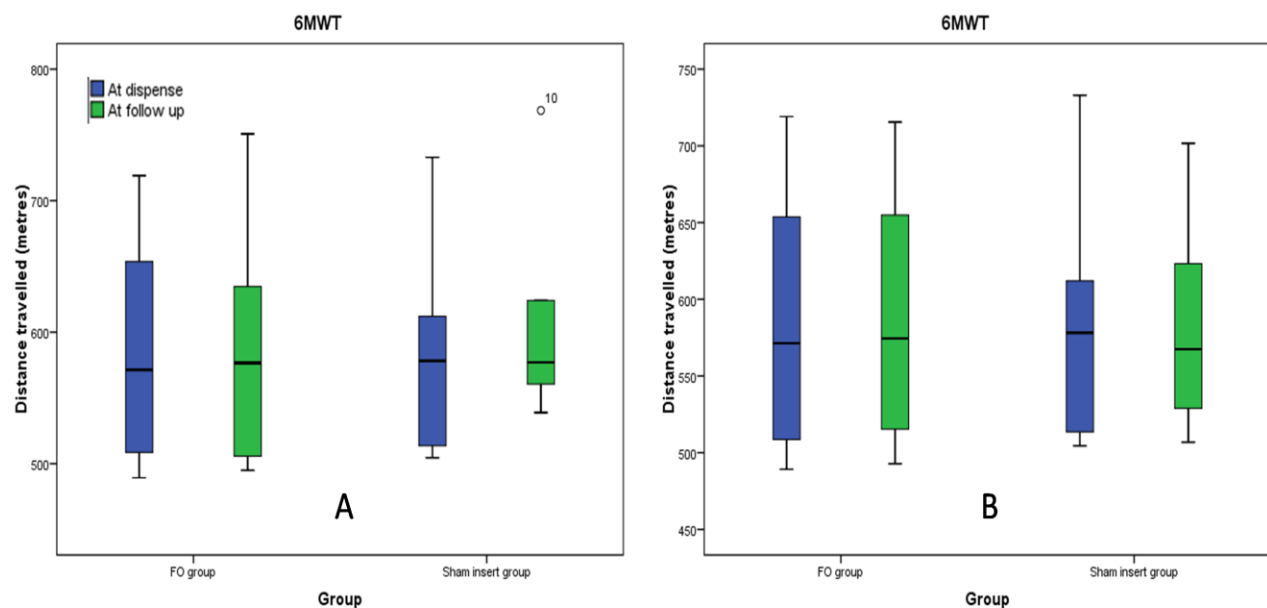 6MWT
At dispense
At follow up
10
800
700
600
500
Distance travelled (metres)
A
FO group
Sham insert group
Group
6MWT
750
700
650
600
550
500
450
Distance travelled (metres)
B
FO group
Sham insert group
Group